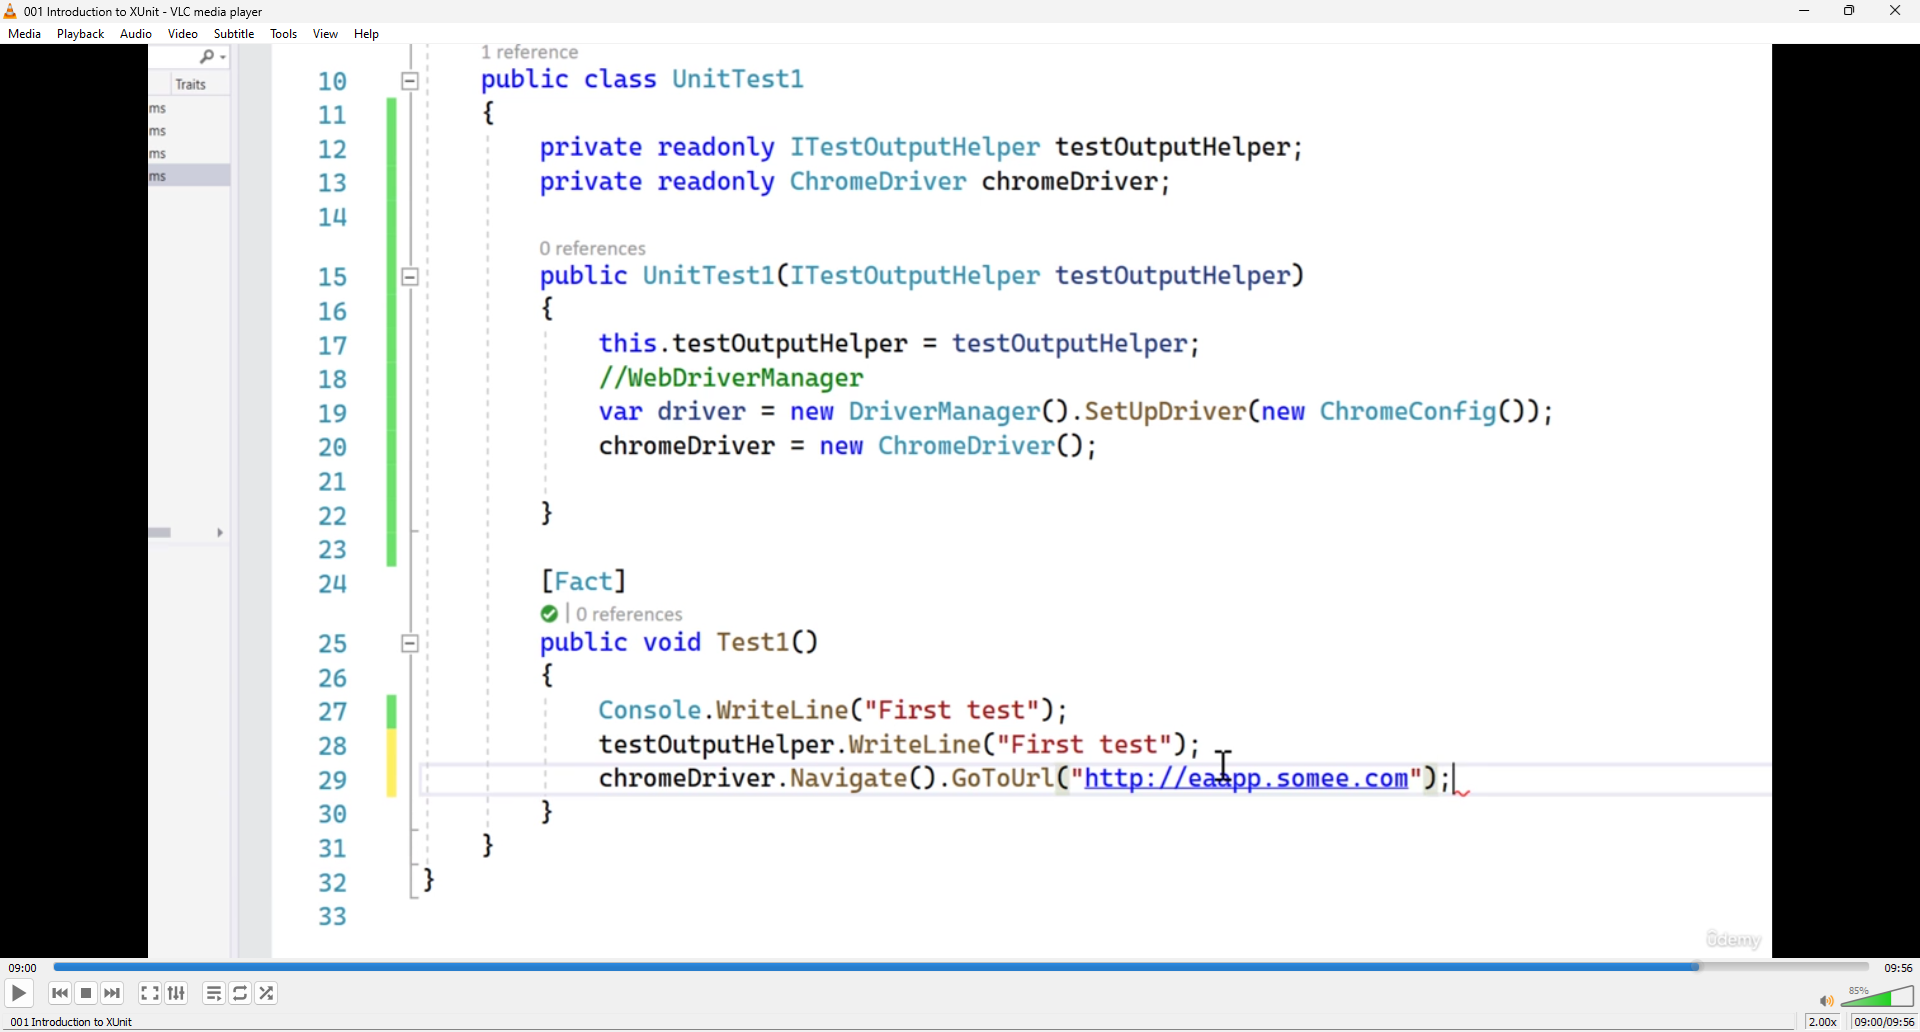 001 Introduction to XUnit - VLC media player
Media Playback Audio Video Subtitle Tools View Help
Traits
ms
ms
ms
ms
1 reference
10 public class UnitTest1
11 {
12 private readonly ITestOutputHelper testOutputHelper;
13 private readonly ChromeDriver chromeDriver;
14
0 references
15 public UnitTest1(ITestOutputHelper testOutputHelper)
16 {
17 this.testOutputHelper = testOutputHelper;
18 //WebDriverManager
19 var driver = new DriverManager().SetUpDriver(new ChromeConfig());
20 chromeDriver = new ChromeDriver();
21
22 }
23
24 [Fact]
0 references
25 public void Test1()
26 {
27 Console.WriteLine("First test");
28 testOutputHelper.WriteLine("First test");
29 chromeDriver.Navigate().GoToUrl("http://eaapp.somee.com");
30 }
31 }
32 }
33
ûdemy
09:00 09:56
85%
001 Introduction to XUnit 2.00x 09:00/09:56